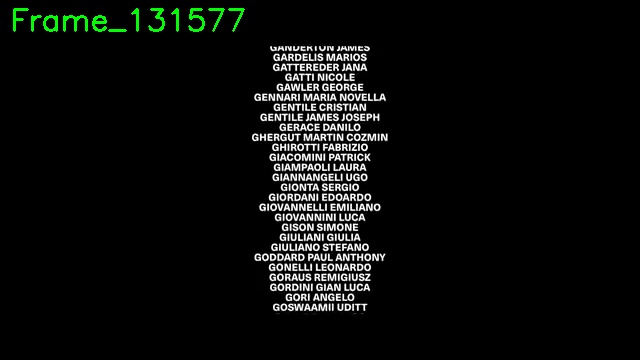 Frame_131577
GANDERTON JAMES
GARDELIS MARIOS
GATTEREDER JANA
GATTI NICOLE
GAWLER GEORGE
GENNARI MARIA NOVELLA
GENTILE CRISTIAN
GENTILE JAMES JOSEPH
GERACE DANILO
GHERGUT MARTIN COZMIN
GHIROTTI FABRIZIO
GIACOMINI PATRICK
GIAMPAOLI LAURA
GIANNANGELI UGO
GIONTA SERGIO
GIORDANI EDOARDO
GIOVANNELLI EMILIANO
GIOVANNINI LUCA
GISON SIMONE
GIULIANI GIULIA
GIULIANO STEFANO
GODDARD PAUL ANTHONY
GONELLI LEONARDO
GORAUS REMIGIUSZ
GORDINI GIAN LUCA
GORI ANGELO
GOSWAAMII UDITT